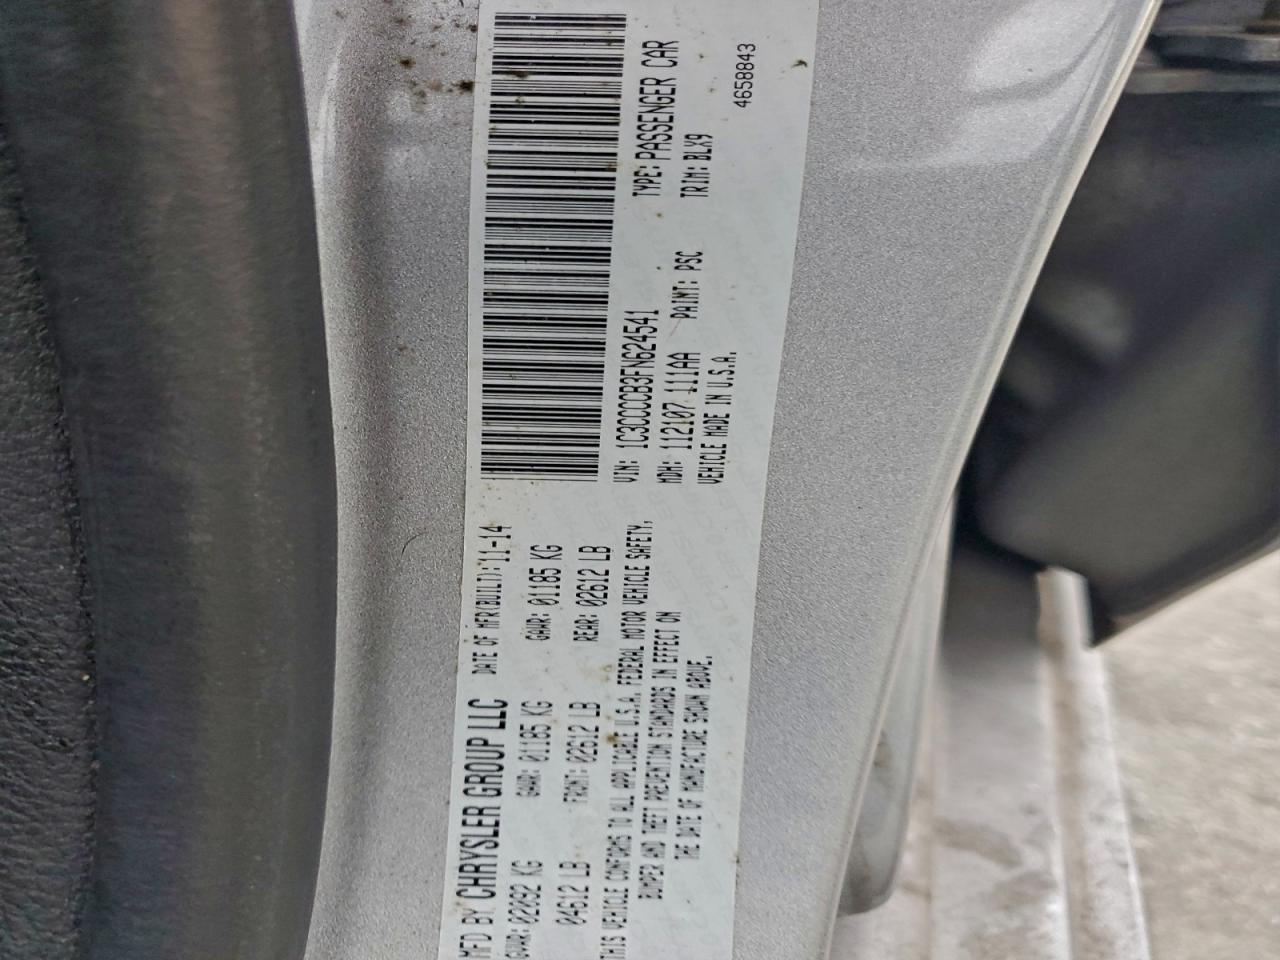 MFD BY CHRYSLER GROUP LLC DATE OF MFR(BUILT): 11-14
GVWR: 02092 KG GAWR: 01185 KG GAWR: 01185 KG
04612 LB FRONT: 02612 LB REAR: 02612 LB
THIS VEHICLE CONFORMS TO ALL APPLICABLE U.S.A. FEDERAL MOTOR VEHICLE SAFETY,
BUMPER AND THEFT PREVENTION STANDARDS IN EFFECT ON
THE DATE OF MANUFACTURE SHOWN ABOVE.
VIN: 1C3CCCCB3FN624541 TYPE: PASSENGER CAR
MDH: 112107 111AA PAINT: PSC TRIM: BLX9
VEHICLE MADE IN U.S.A.
4658843